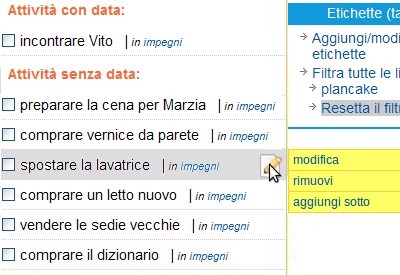 Attività con data:
incontrare Vito | in impegni
Attività senza data:
preparare la cena per Marzia | in impegni
comprare vernice da parete | in impegni
spostare la lavatrice | in impegni
comprare un letto nuovo | in impegni
vendere le sedie vecchie | in impegni
comprare il dizionario | in impegni
Etichette (ta
Aggiungi/modi
etichette
Filtra tutte le li
plancake
Resetta il filt
modifica
rimuovi
aggiungi sotto